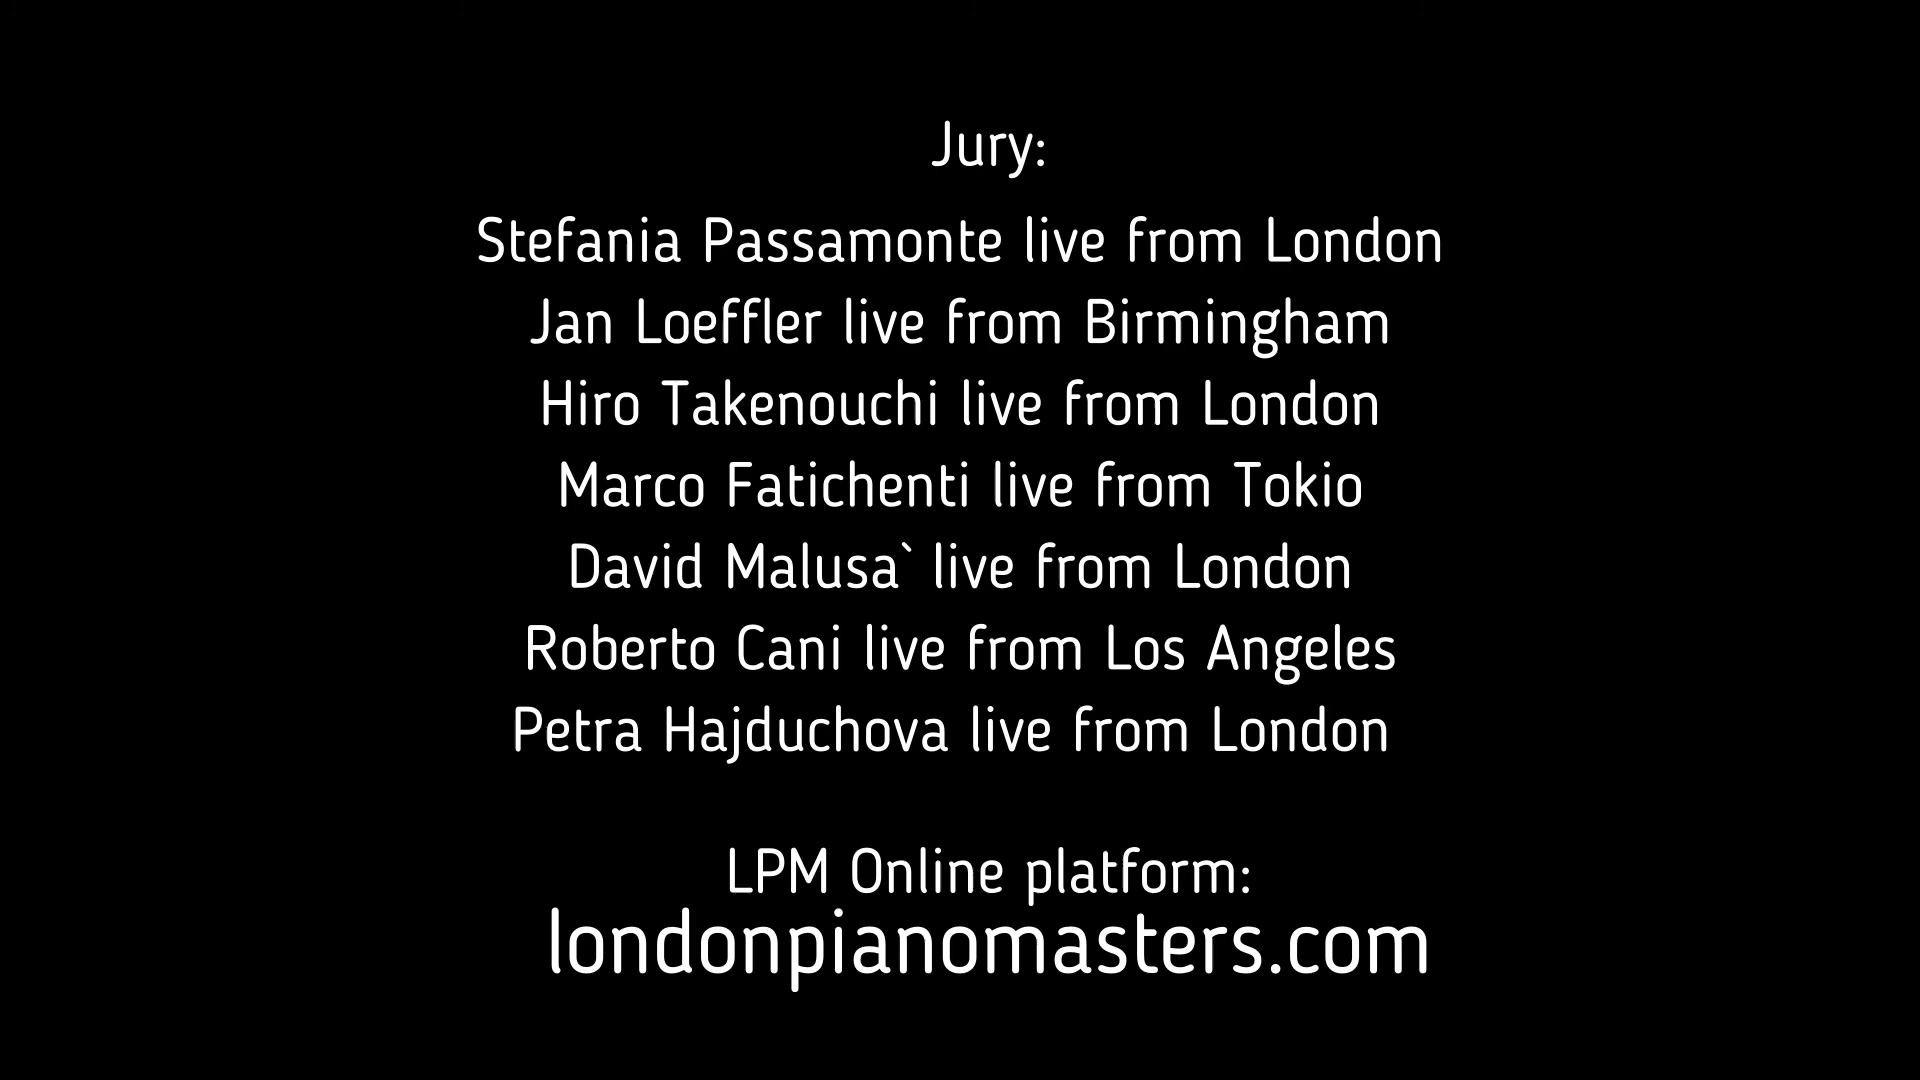 Jury:
Stefania Passamonte live from London
Jan Loeffler live from Birmingham
Hiro Takenouchi live from London
Marco Fatichenti live from Tokio
David Malusa` live from London
Roberto Cani live from Los Angeles
Petra Hajduchova live from London
LPM Online platform:
londonpianomasters.com